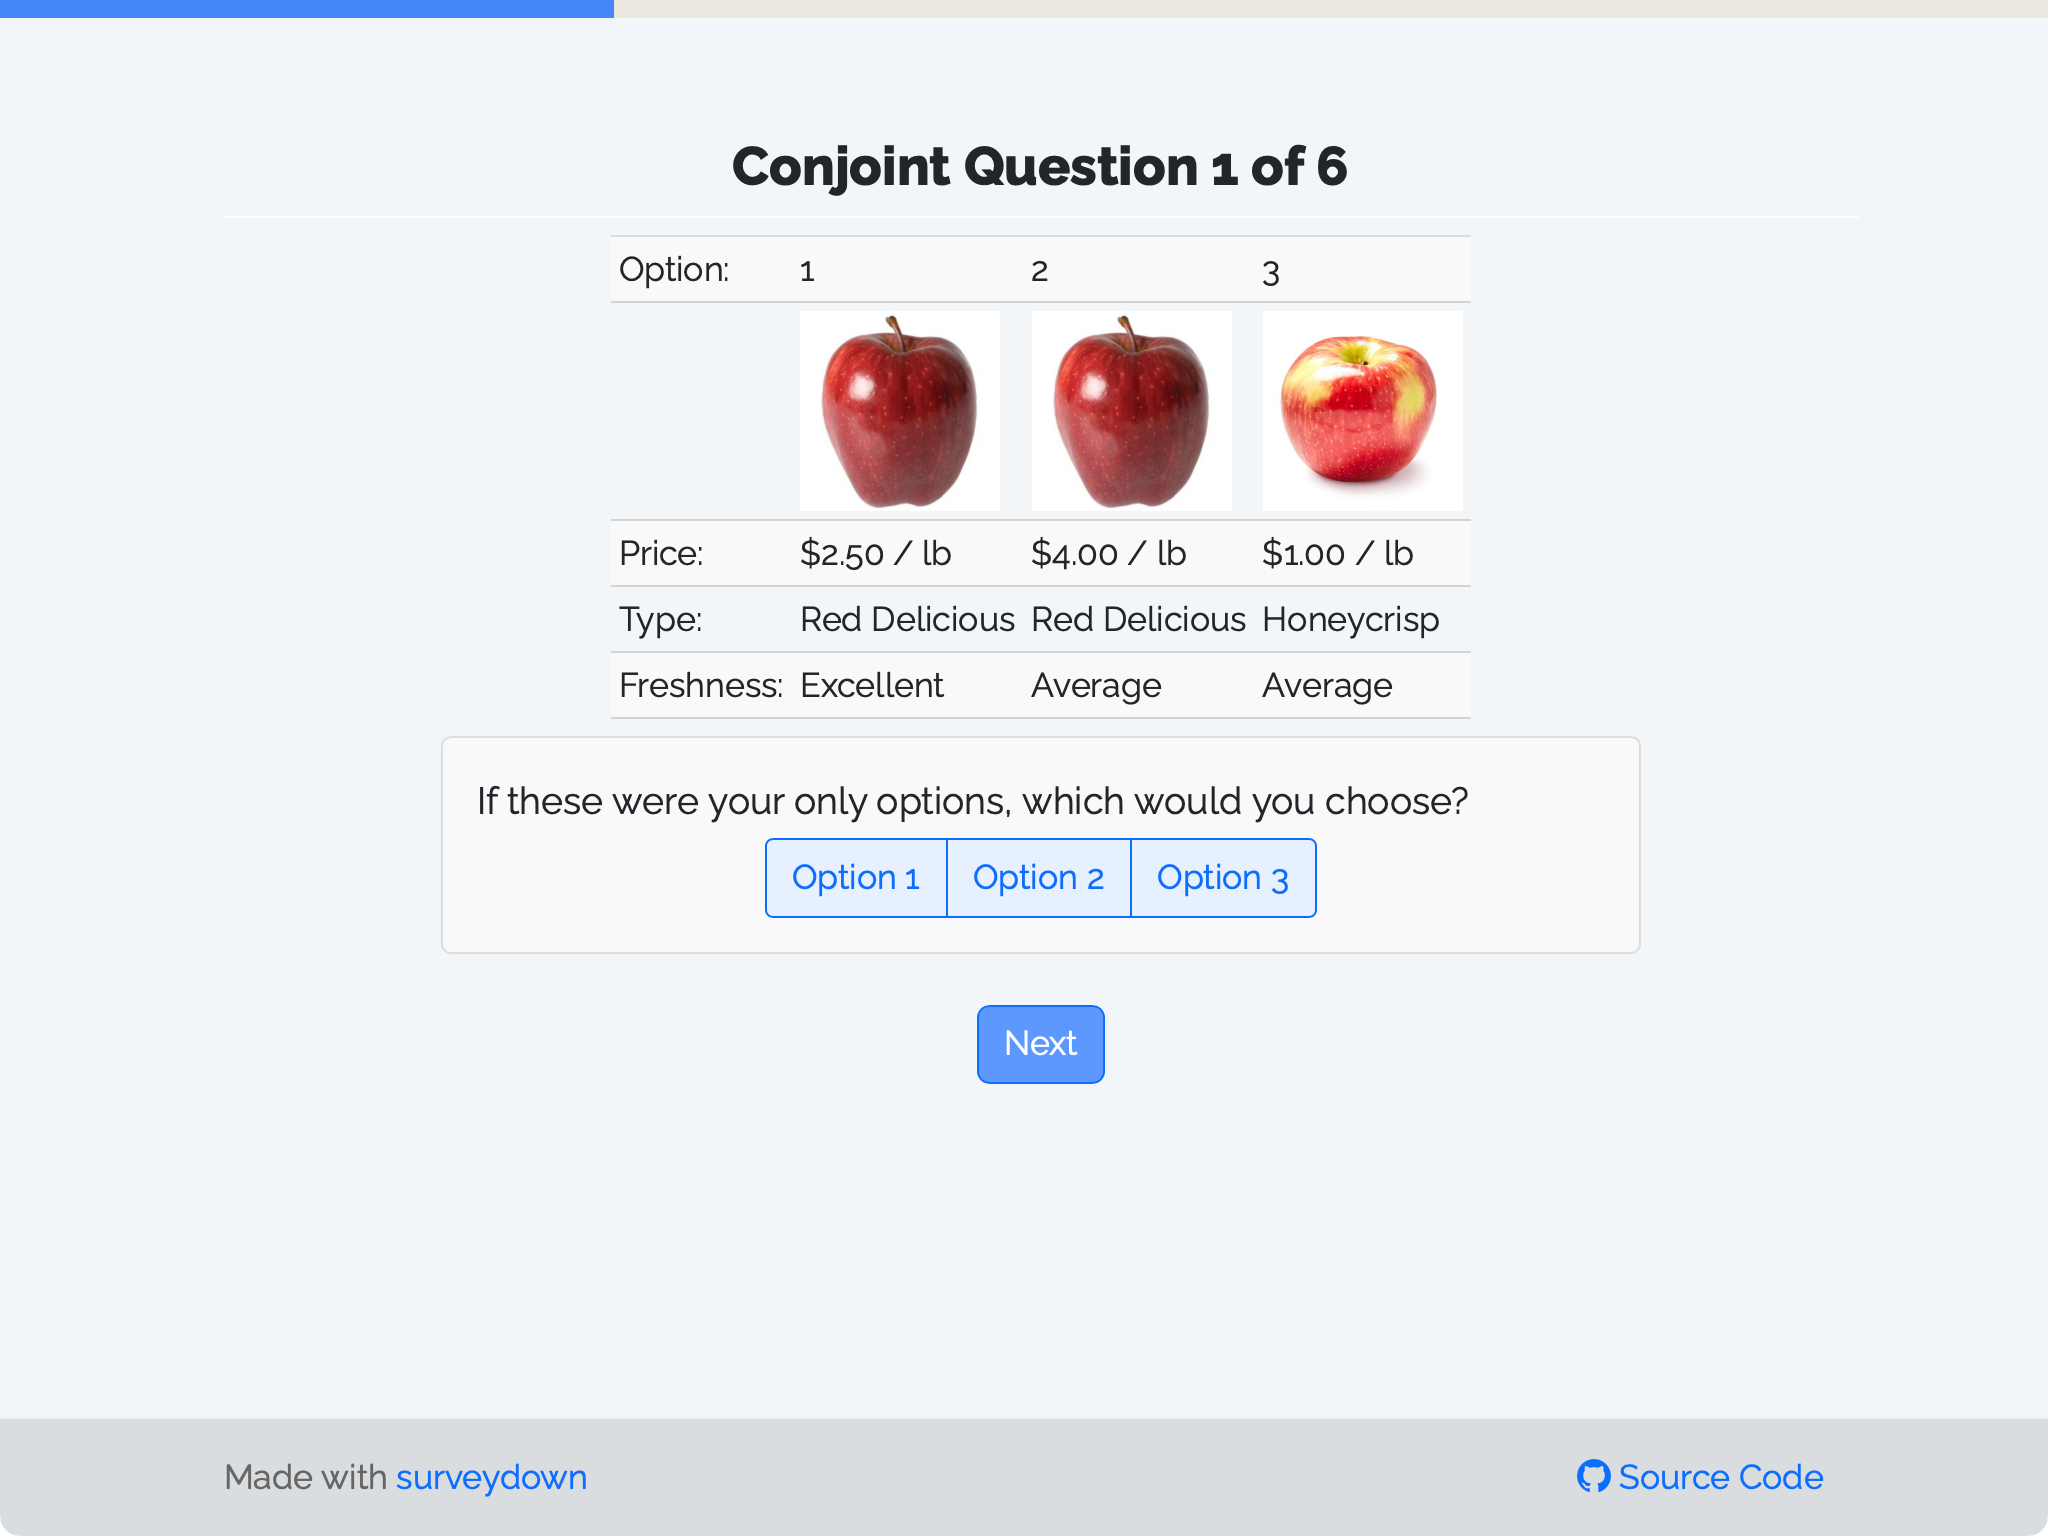 Conjoint Question 1 of 6
Option: 1 2 3
Price: $2.50 / lb $4.00 / lb $1.00 / lb
Type: Red Delicious Red Delicious Honeycrisp
Freshness: Excellent Average Average
If these were your only options, which would you choose?
Option 1 Option 2 Option 3
Next
Made with surveydown Source Code